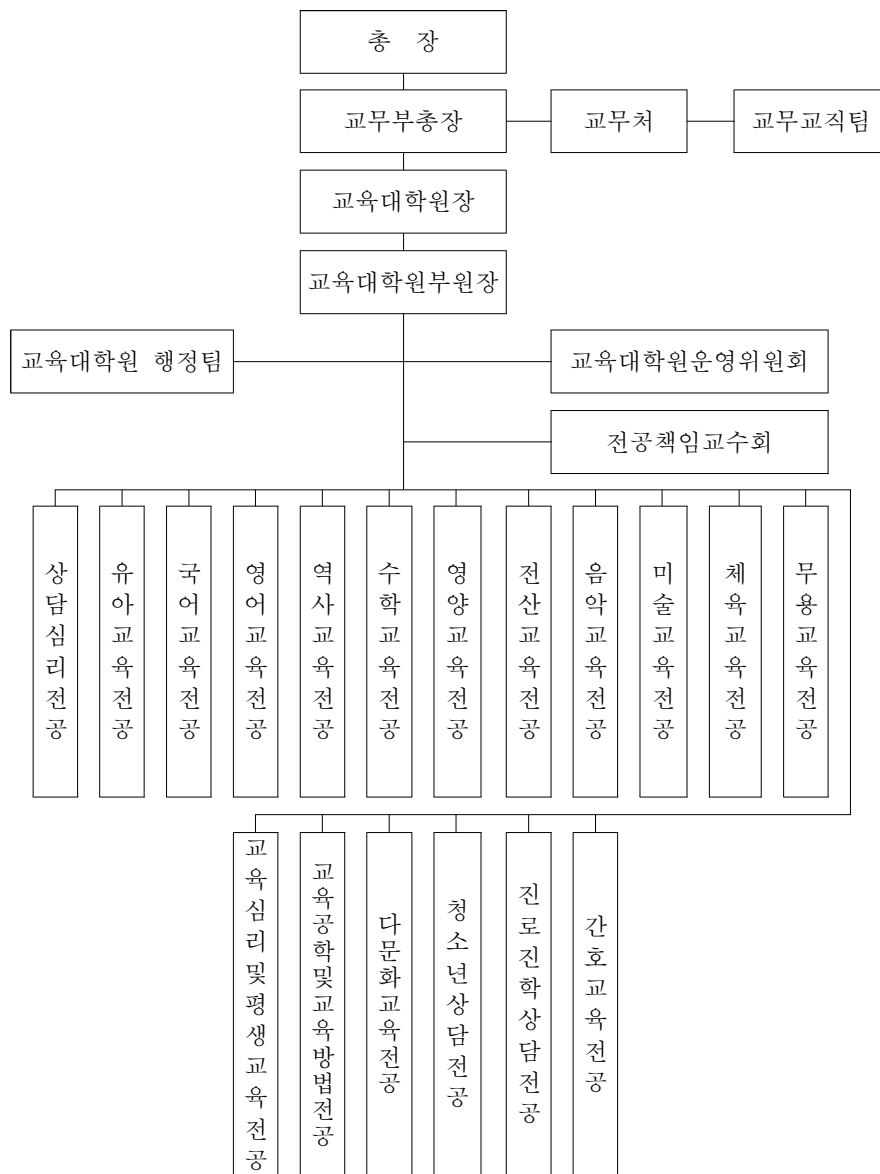 총 장
교무부총장
교무처
교무교직팀
교육대학원장
교육대학원부원장
교육대학원 행정팀
교육대학원운영위원회
전공책임교수회
상담심리전공
유아교육전공
국어교육전공
영어교육전공
역사교육전공
수학교육전공
영양교육전공
전산교육전공
음악교육전공
미술교육전공
체육교육전공
무용교육전공
교육심리및평생교육전공
교육공학및교육방법전공
다문화교육전공
청소년상담전공
진로진학상담전공
간호교육전공